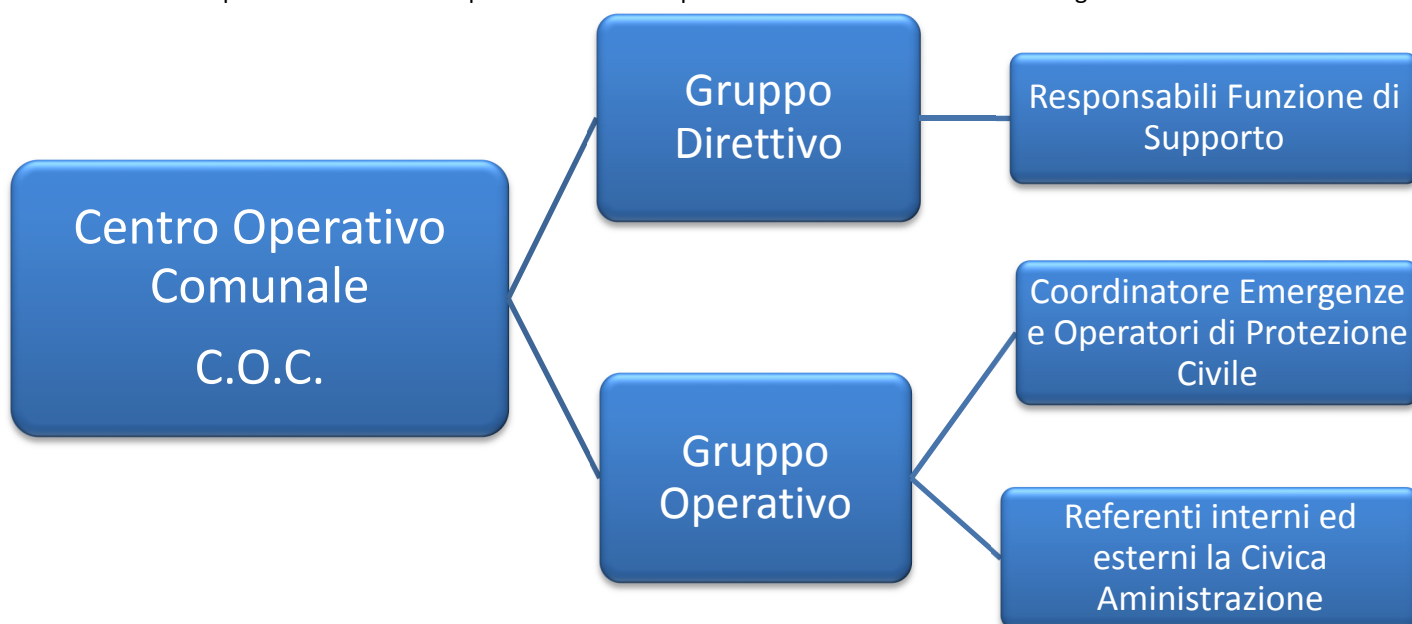 Centro Operativo
Comunale
C.O.C.
Gruppo
Direttivo
Responsabili Funzione di
Supporto
Gruppo
Operativo
Coordinatore Emergenze
e Operatori di Protezione
Civile
Referenti interni ed
esterni la Civica
Aministrazione